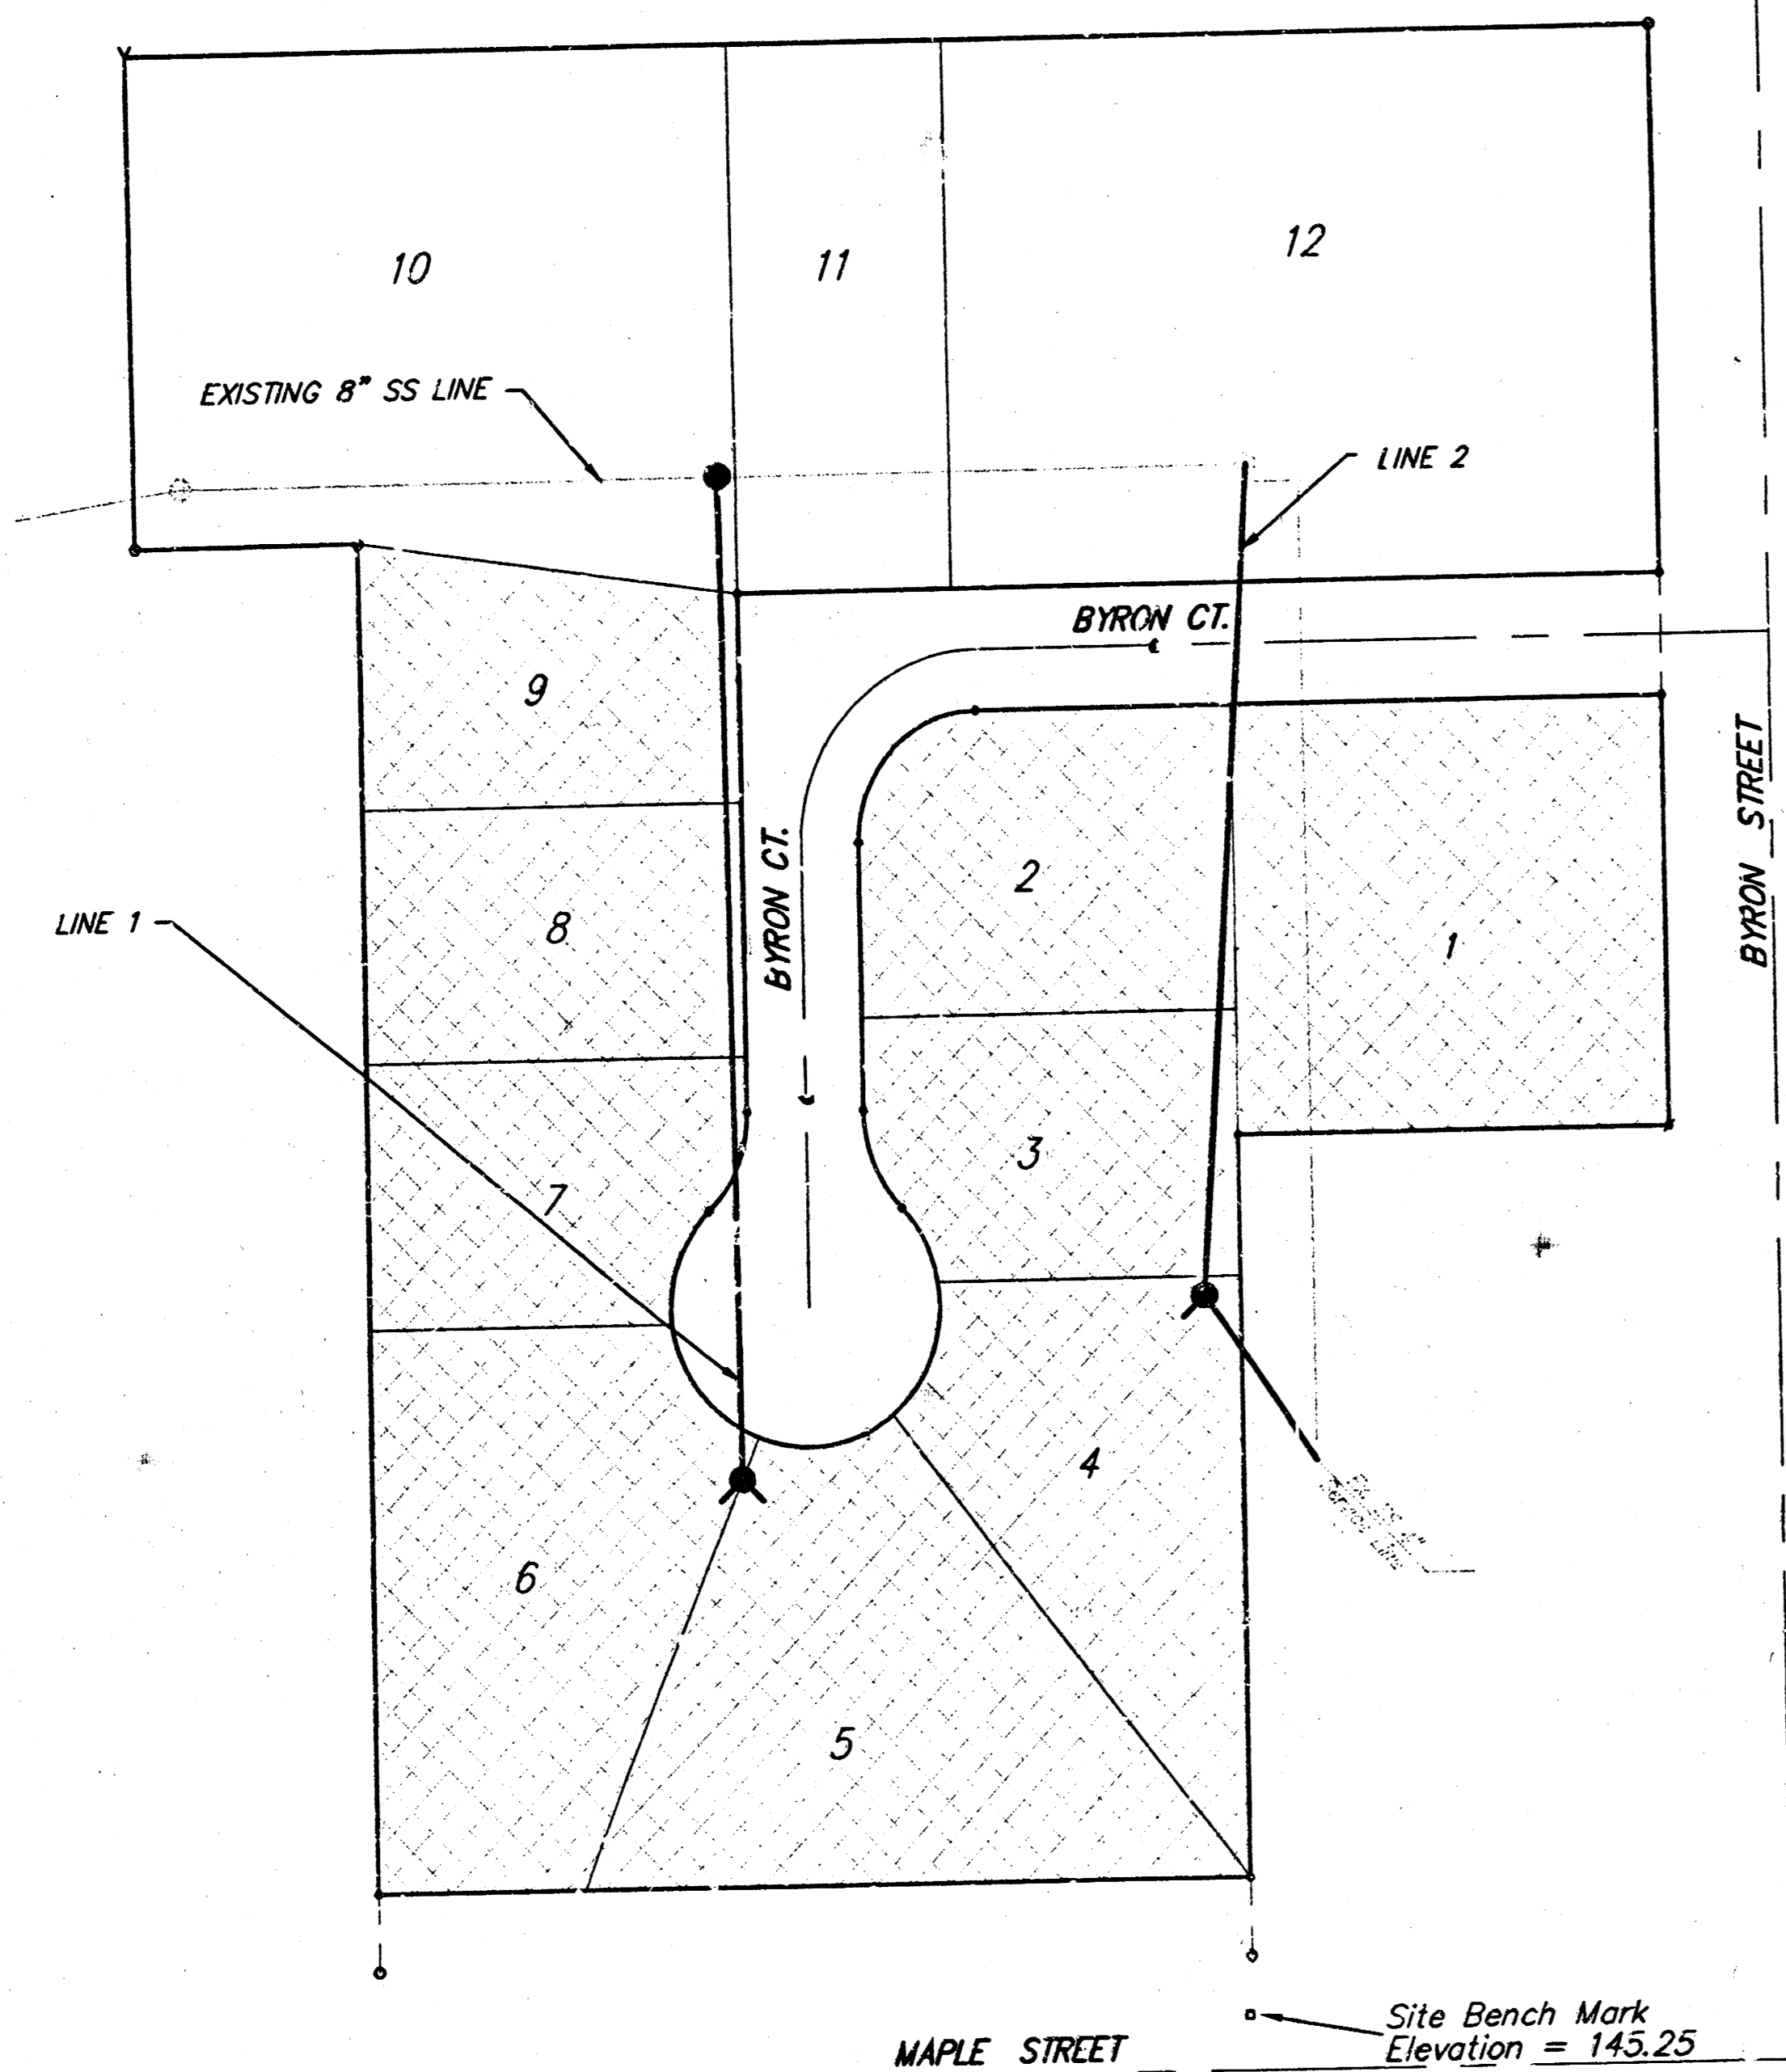 10
11
12
EXISTING 8" SS LINE
LINE 2
BYRON CT.
9
BYRON STREET
2
LINE 1
8
BYRON CT.
1
3
7
4
6
5
Site Bench Mark
MAPLE STREET
Elevation = 145.25